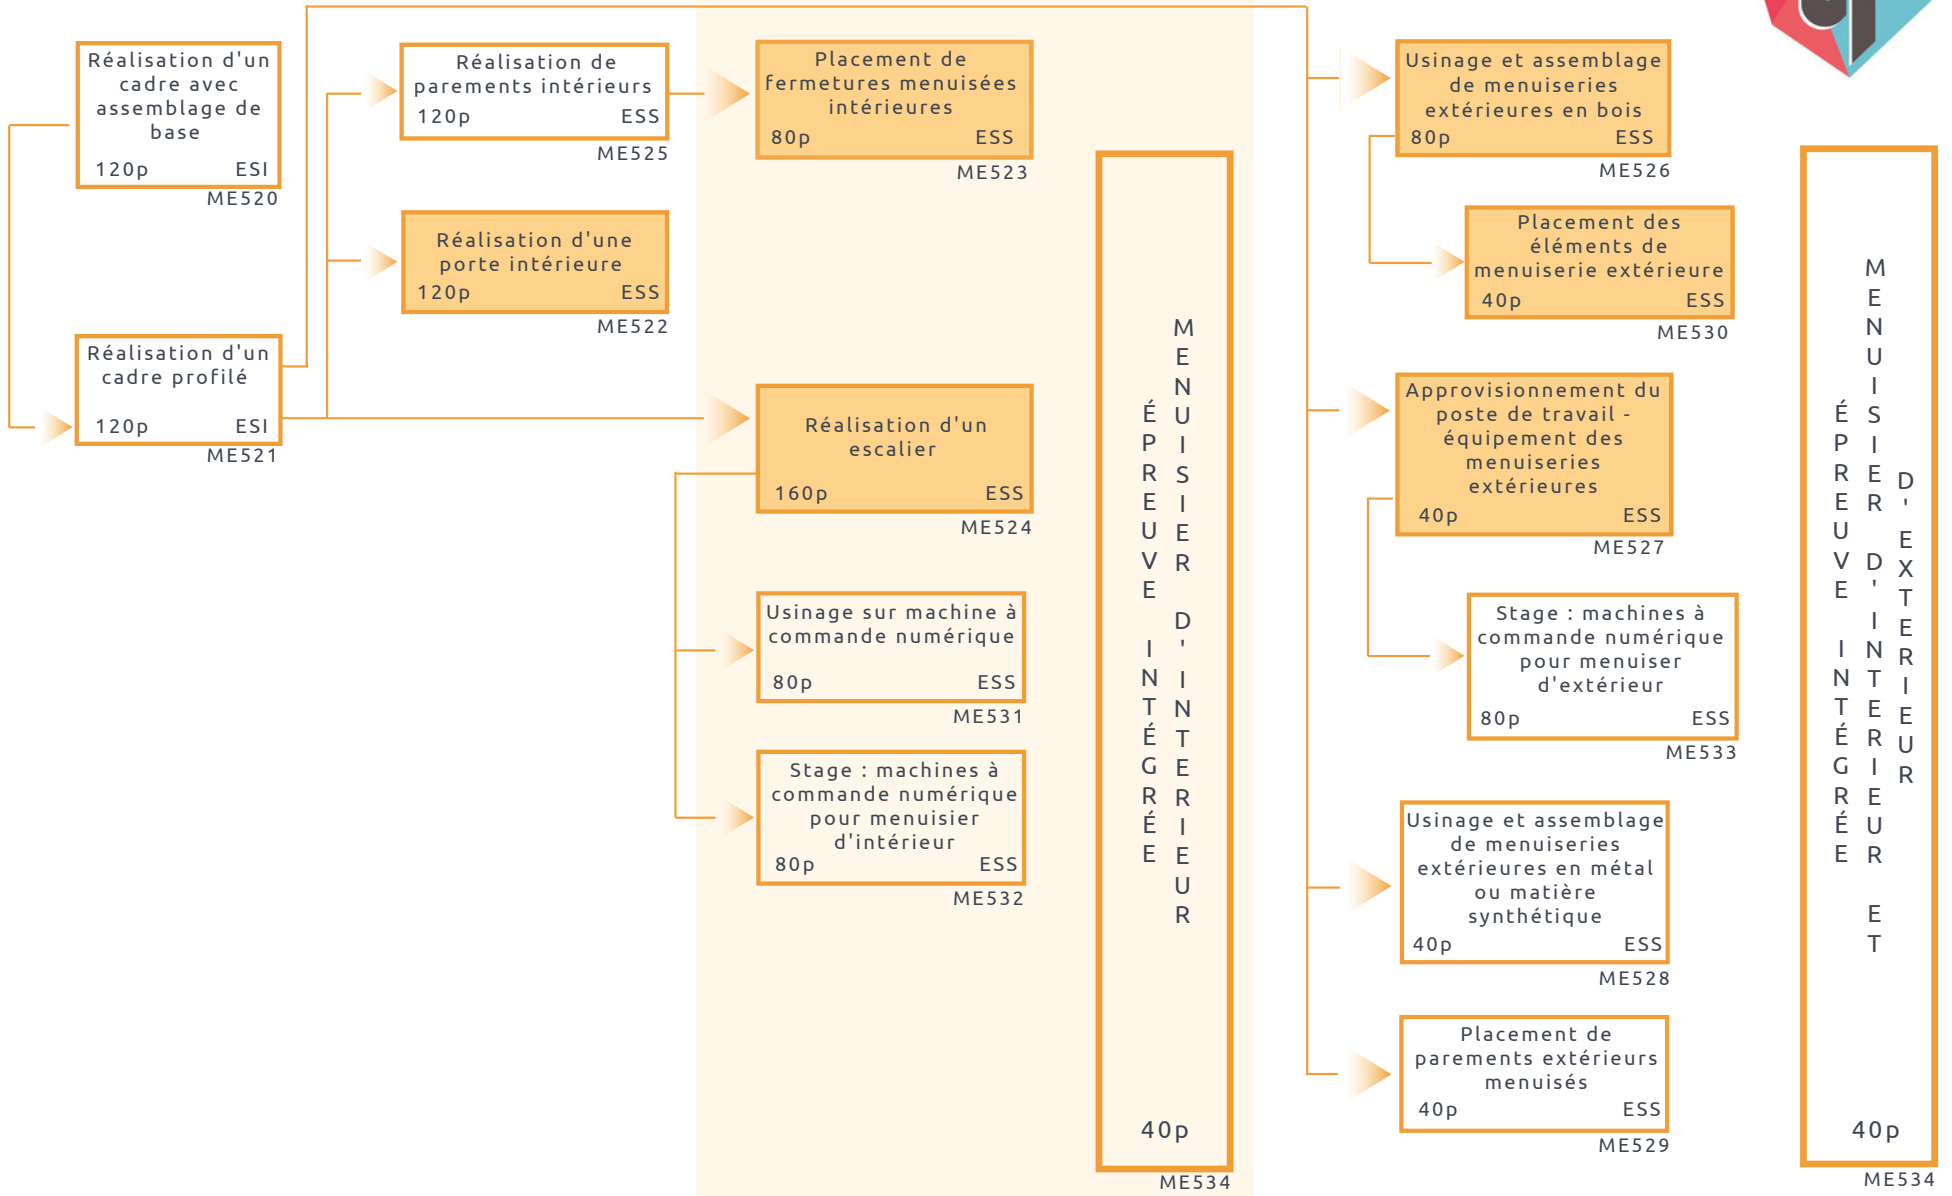 Réalisation d'un
cadre avec
assemblage de
base
120p ESI
ME520
Réalisation d'un
cadre profilé
120p ESI
ME521
Réalisation de
parements intérieurs
120p ESS
ME525
Réalisation d'une
porte intérieure
120p ESS
ME522
Placement de
fermetures menuisées
intérieures
80p ESS
ME523
Réalisation d'un
escalier
160p ESS
ME524
Usinage sur machine à
commande numérique
80p ESS
ME531
Stage : machines à
commande numérique
pour menuisier
d'intérieur
80p ESS
ME532
ÉPREUVE INTÉGRÉE
MENUISIER D'INTERIEUR
40p
ME534
Usinage et assemblage
de menuiseries
extérieures en bois
80p ESS
ME526
Placement des
éléments de
menuiserie extérieure
40p ESS
ME530
Approvisionnement du
poste de travail -
équipement des
menuiseries
extérieures
40p ESS
ME527
Stage : machines à
commande numérique
pour menuiser
d'extérieur
80p ESS
ME533
Usinage et assemblage
de menuiseries
extérieures en métal
ou matière
synthétique
40p ESS
ME528
Placement de
parements extérieurs
menuisés
40p ESS
ME529
ÉPREUVE INTÉGRÉE
MENUISIER D'INTERIEUR ET
D'EXTERIEUR
40p
ME534